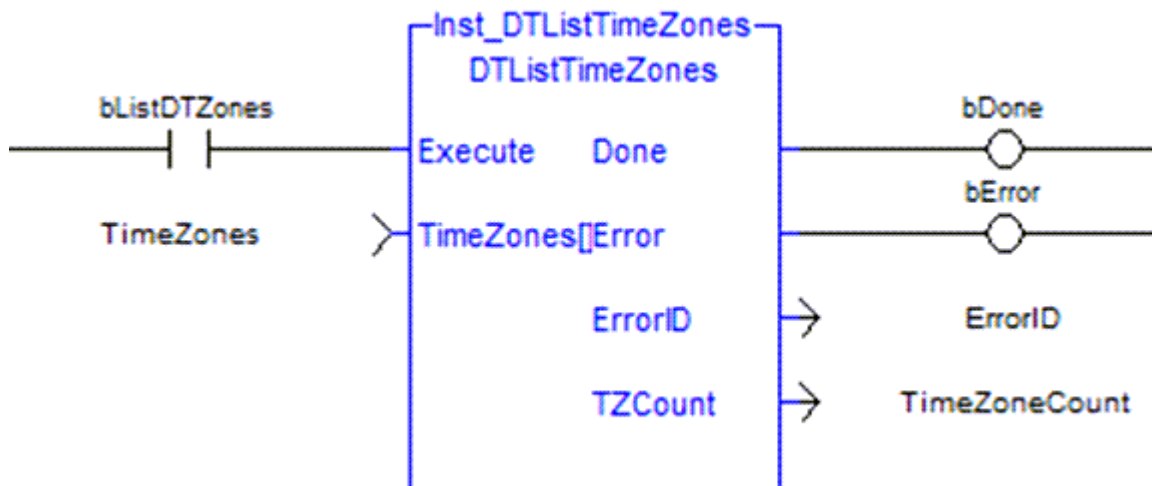 Inst_DTListTimeZones
DTListTimeZones
bListDTZones
bDone
Execute Done
bError
TimeZones TimeZones[]Error
ErrorID ErrorID
TZCount TimeZoneCount